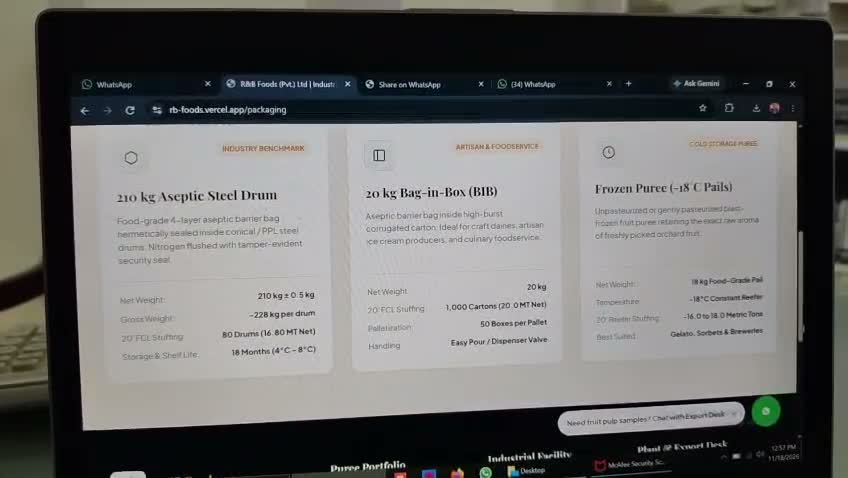 WhatsApp
R&B Foods (Pvt.) Ltd | Industr
Share on WhatsApp
(34) WhatsApp
Ask Gemini
rb-foods.vercel.app/packaging
INDUSTRY BENCHMARK
210 kg Aseptic Steel Drum
Food-grade 4-layer aseptic barrier bag
hermetically sealed inside conical / PPL steel
drums. Nitrogen flushed with tamper-evident
security seal.
Net Weight:
210 kg ± 0.5 kg
Gross Weight:
~228 kg per drum
20' FCL Stuffing:
80 Drums (16.80 MT Net)
Storage & Shelf Life:
18 Months (4°C - 8°C)
ARTISAN & FOODSERVICE
20 kg Bag-in-Box (BIB)
Aseptic barrier bag inside high-burst
corrugated carton. Ideal for craft dairies, artisan
ice cream producers, and culinary foodservice.
Net Weight:
20 kg
20' FCL Stuffing:
1,000 Cartons (20.0 MT Net)
Palletization:
50 Boxes per Pallet
Handling:
Easy Pour / Dispenser Valve
COLD STORAGE PUREE
Frozen Puree (-18°C Pails)
Unpasteurized or gently pasteurized blast-
frozen fruit puree retaining the exact raw aroma
of freshly picked orchard fruit.
Net Weight:
18 kg Food-Grade Pail
Temperature:
-18°C Constant Reefer
20' Reefer Stuffing:
~16.0 to 18.0 Metric Tons
Best Suited:
Gelato, Sorbets & Breweries
Need fruit pulp samples? Chat with Export Desk
Puree Portfolio
Industrial Facility
Plant & Export Desk
Desktop
McAfee Security Sc...
12:57 PM
11/18/2026